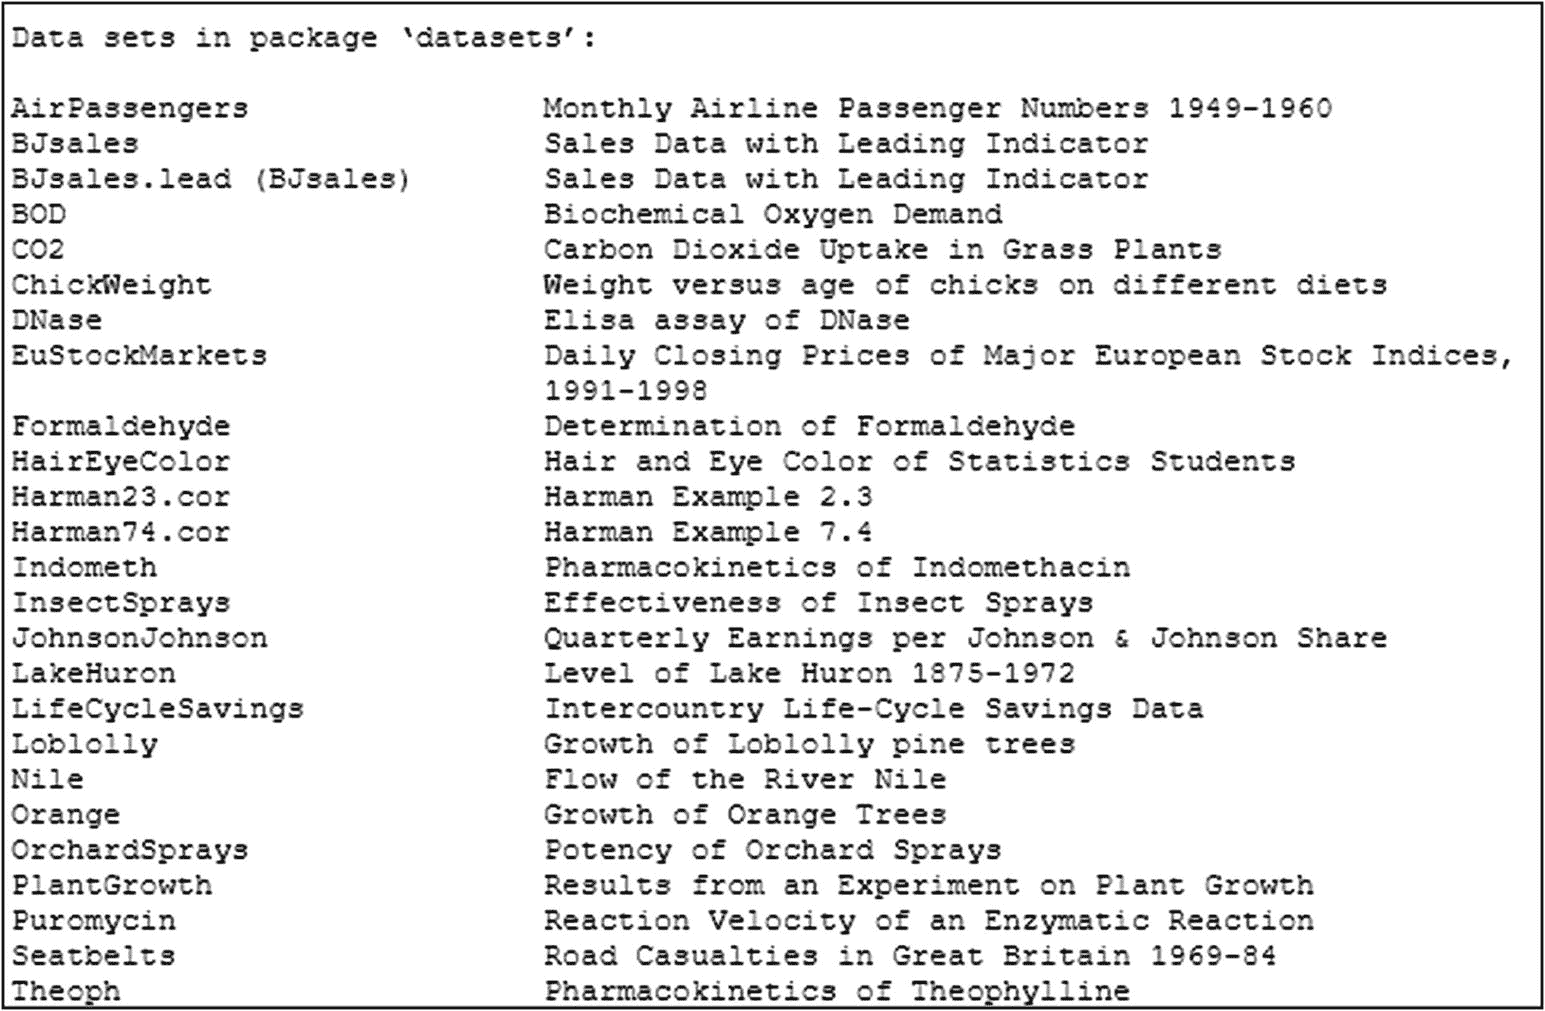 Data sets in package ‘datasets’:
AirPassengers Monthly Airline Passenger Numbers 1949-1960
BJsales Sales Data with Leading Indicator
BJsales.lead (BJsales) Sales Data with Leading Indicator
BOD Biochemical Oxygen Demand
CO2 Carbon Dioxide Uptake in Grass Plants
ChickWeight Weight versus age of chicks on different diets
DNase Elisa assay of DNase
EuStockMarkets Daily Closing Prices of Major European Stock Indices,
1991-1998
Formaldehyde Determination of Formaldehyde
HairEyeColor Hair and Eye Color of Statistics Students
Harman23.cor Harman Example 2.3
Harman74.cor Harman Example 7.4
Indometh Pharmacokinetics of Indomethacin
InsectSprays Effectiveness of Insect Sprays
JohnsonJohnson Quarterly Earnings per Johnson & Johnson Share
LakeHuron Level of Lake Huron 1875-1972
LifeCycleSavings Intercountry Life-Cycle Savings Data
Loblolly Growth of Loblolly pine trees
Nile Flow of the River Nile
Orange Growth of Orange Trees
OrchardSprays Potency of Orchard Sprays
PlantGrowth Results from an Experiment on Plant Growth
Puromycin Reaction Velocity of an Enzymatic Reaction
Seatbelts Road Casualties in Great Britain 1969-84
Theoph Pharmacokinetics of Theophylline